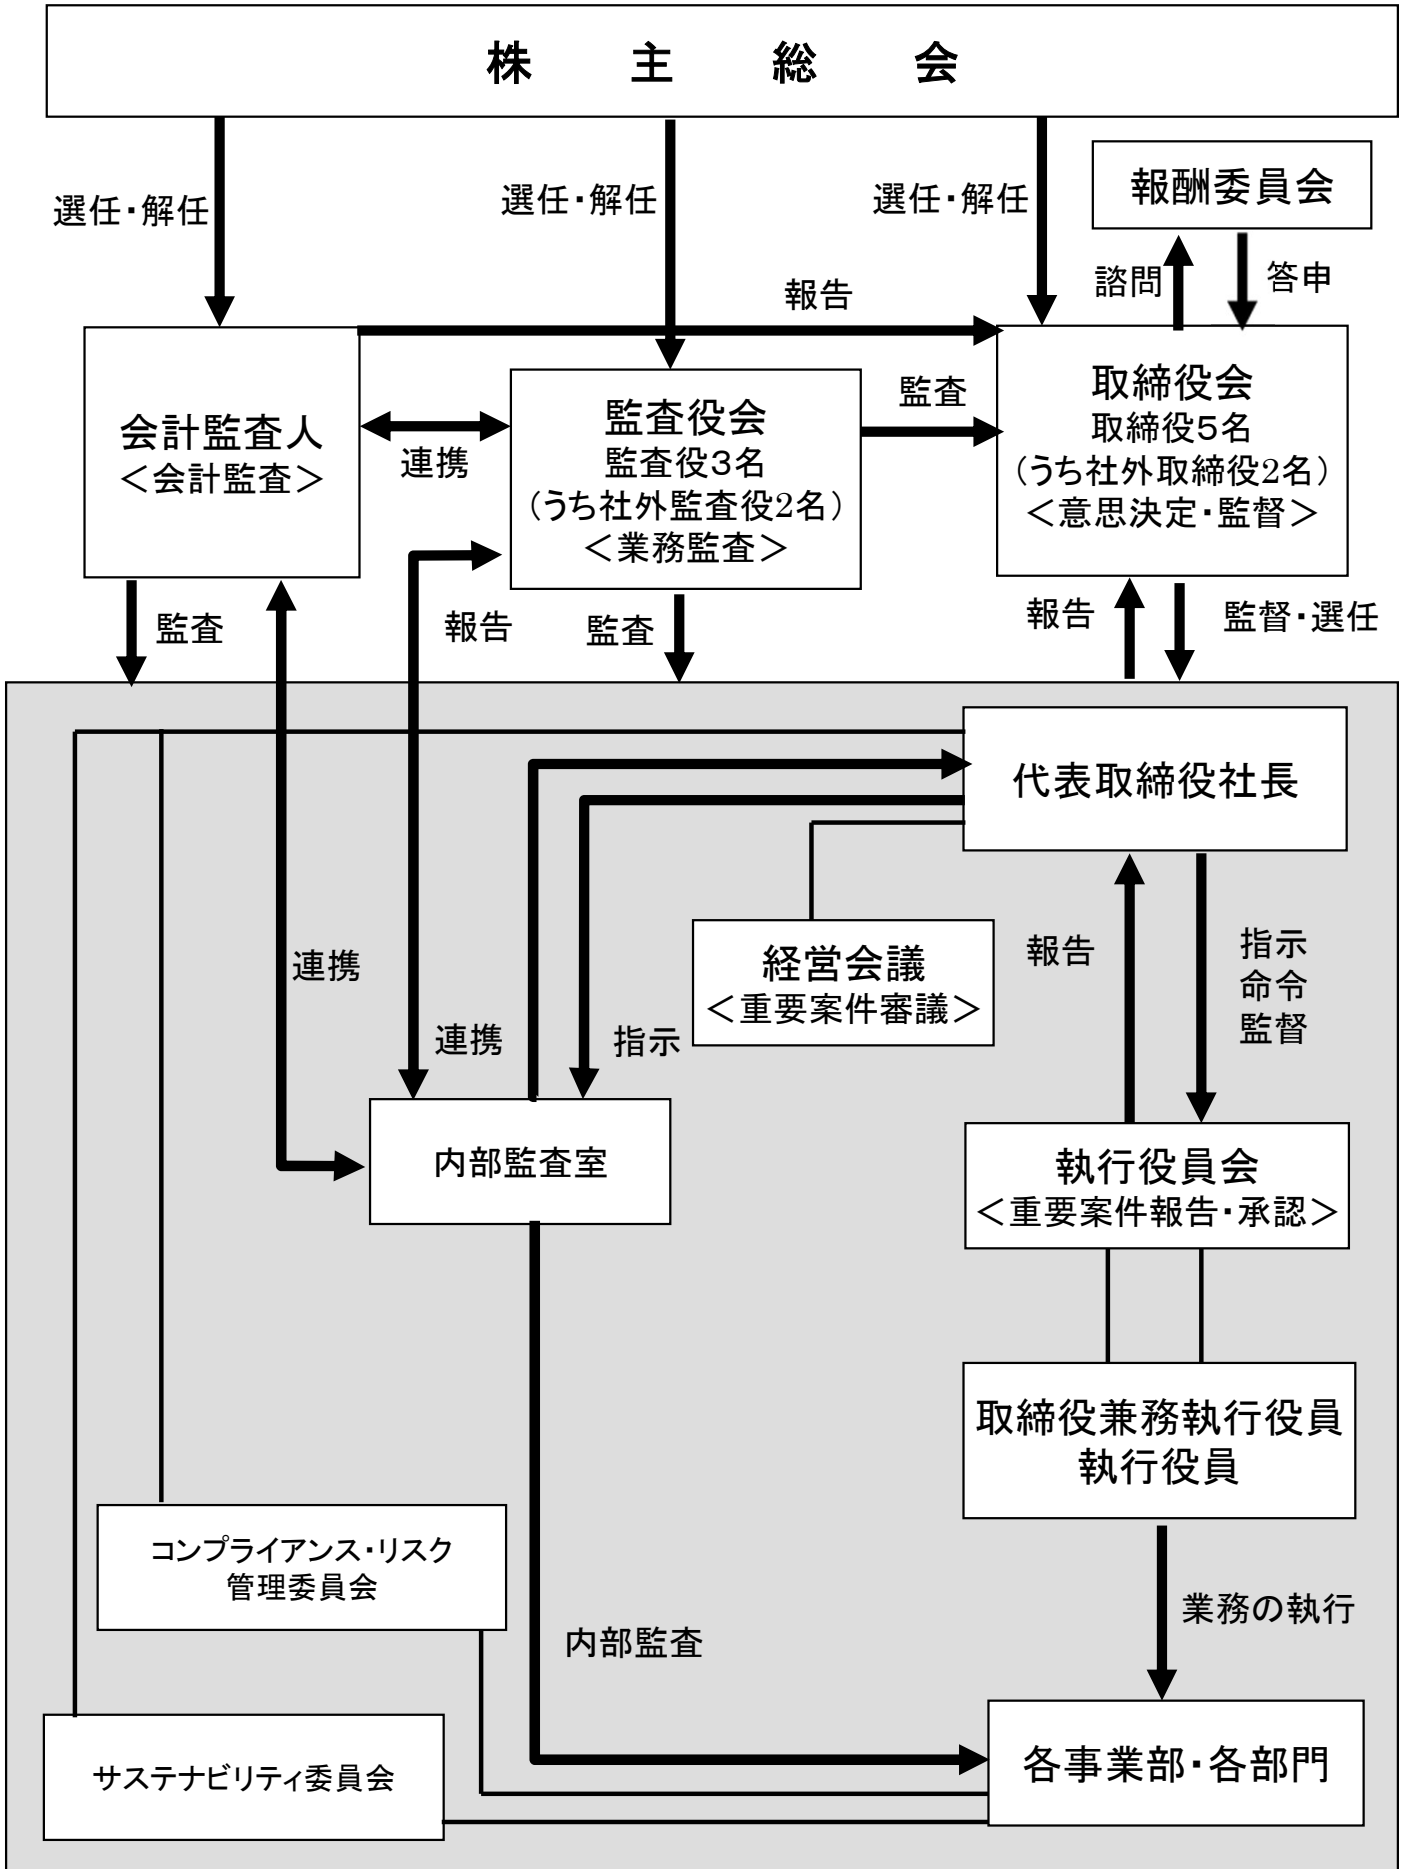 株主総会
選任・解任
選任・解任
選任・解任
報酬委員会
諮問
答申
報告
会計監査人
＜会計監査＞
連携
監査役会
監査役3名
(うち社外監査役2名)
＜業務監査＞
監査
取締役会
取締役5名
(うち社外取締役2名)
＜意思決定・監督＞
監査
報告
監査
報告
監督・選任
代表取締役社長
連携
連携
指示
経営会議
＜重要案件審議＞
報告
指示
命令
監督
内部監査室
執行役員会
＜重要案件報告・承認＞
取締役兼務執行役員
執行役員
コンプライアンス・リスク
管理委員会
内部監査
業務の執行
サステナビリティ委員会
各事業部・各部門